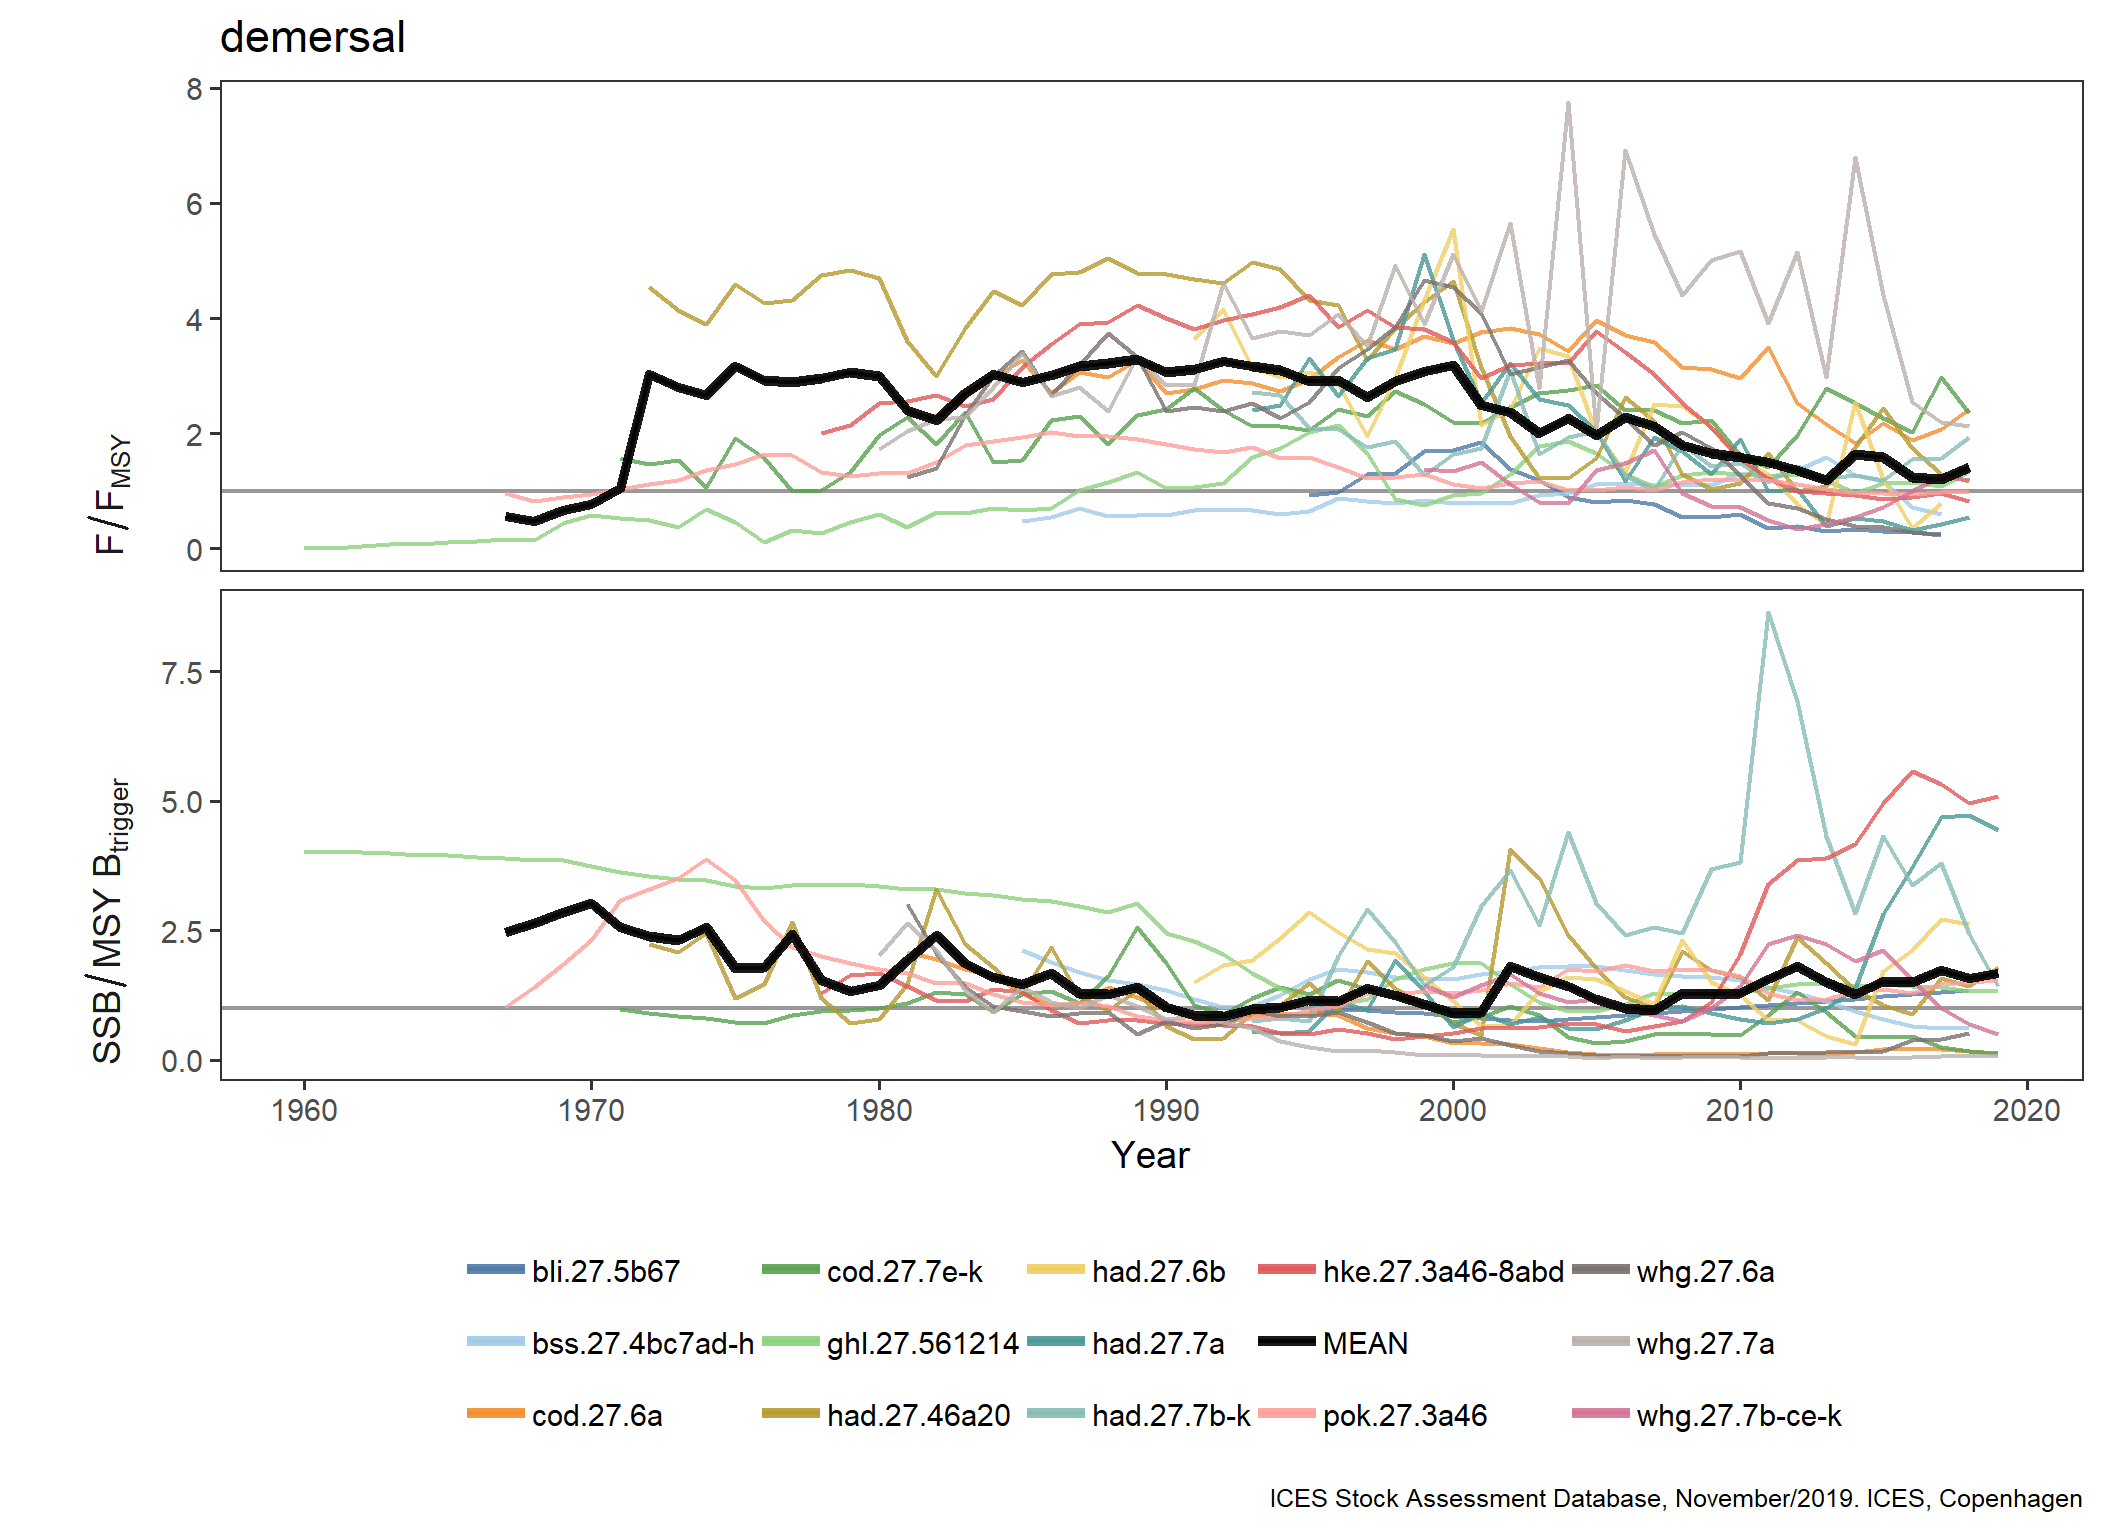 demersal
8
6
4
2
0
F / FMSY
7.5
5.0
2.5
0.0
SSB / MSY Btrigger
1960 1970 1980 1990 2000 2010 2020
Year
bli.27.5b67 cod.27.7e-k had.27.6b hke.27.3a46-8abd whg.27.6a
bss.27.4bc7ad-h ghl.27.561214 had.27.7a MEAN whg.27.7a
cod.27.6a had.27.46a20 had.27.7b-k pok.27.3a46 whg.27.7b-ce-k
ICES Stock Assessment Database, November/2019. ICES, Copenhagen